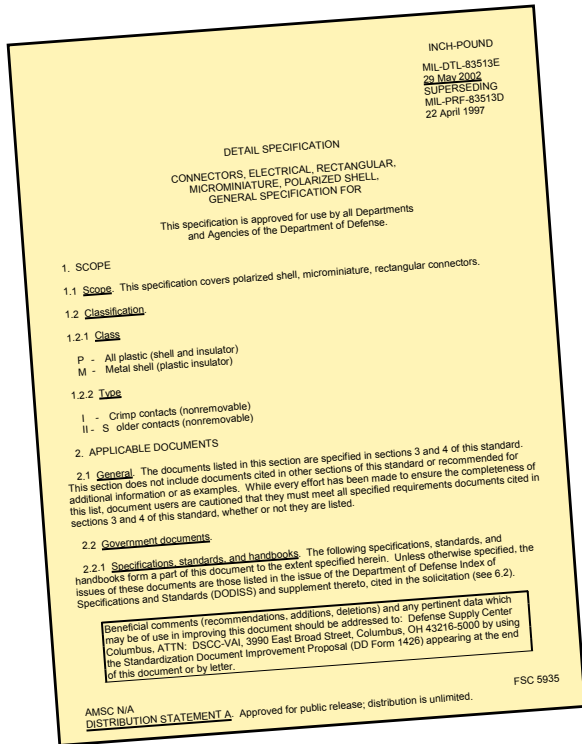 INCH-POUND
MIL-DTL-83513E
29 May 2002
SUPERSEDING
MIL-PRF-83513D
22 April 1997
DETAIL SPECIFICATION
CONNECTORS, ELECTRICAL, RECTANGULAR,
MICROMINIATURE, POLARIZED SHELL,
GENERAL SPECIFICATION FOR
This specification is approved for use by all Departments
and Agencies of the Department of Defense.
1. SCOPE
1.1 Scope. This specification covers polarized shell, microminiature, rectangular connectors.
1.2 Classification.
1.2.1 Class
P - All plastic (shell and insulator)
M - Metal shell (plastic insulator)
1.2.2 Type
I - Crimp contacts (nonremovable)
II - S older contacts (nonremovable)
2. APPLICABLE DOCUMENTS
2.1 General. The documents listed in this section are specified in sections 3 and 4 of this standard.
This section does not include documents cited in other sections of this standard or recommended for
additional information or as examples. While every effort has been made to ensure the completeness of
this list, document users are cautioned that they must meet all specified requirements documents cited in
sections 3 and 4 of this standard, whether or not they are listed.
2.2 Government documents.
2.2.1 Specifications, standards, and handbooks. The following specifications, standards, and
handbooks form a part of this document to the extent specified herein. Unless otherwise specified, the
issues of these documents are those listed in the issue of the Department of Defense Index of
Specifications and Standards (DODISS) and supplement thereto, cited in the solicitation (see 6.2).
Beneficial comments (recommendations, additions, deletions) and any pertinent data which
may be of use in improving this document should be addressed to: Defense Supply Center
Columbus, ATTN: DSCC-VAI, 3990 East Broad Street, Columbus, OH 43216-5000 by using
the Standardization Document Improvement Proposal (DD Form 1426) appearing at the end
of this document or by letter.
AMSC N/A FSC 5935
DISTRIBUTION STATEMENT A. Approved for public release; distribution is unlimited.